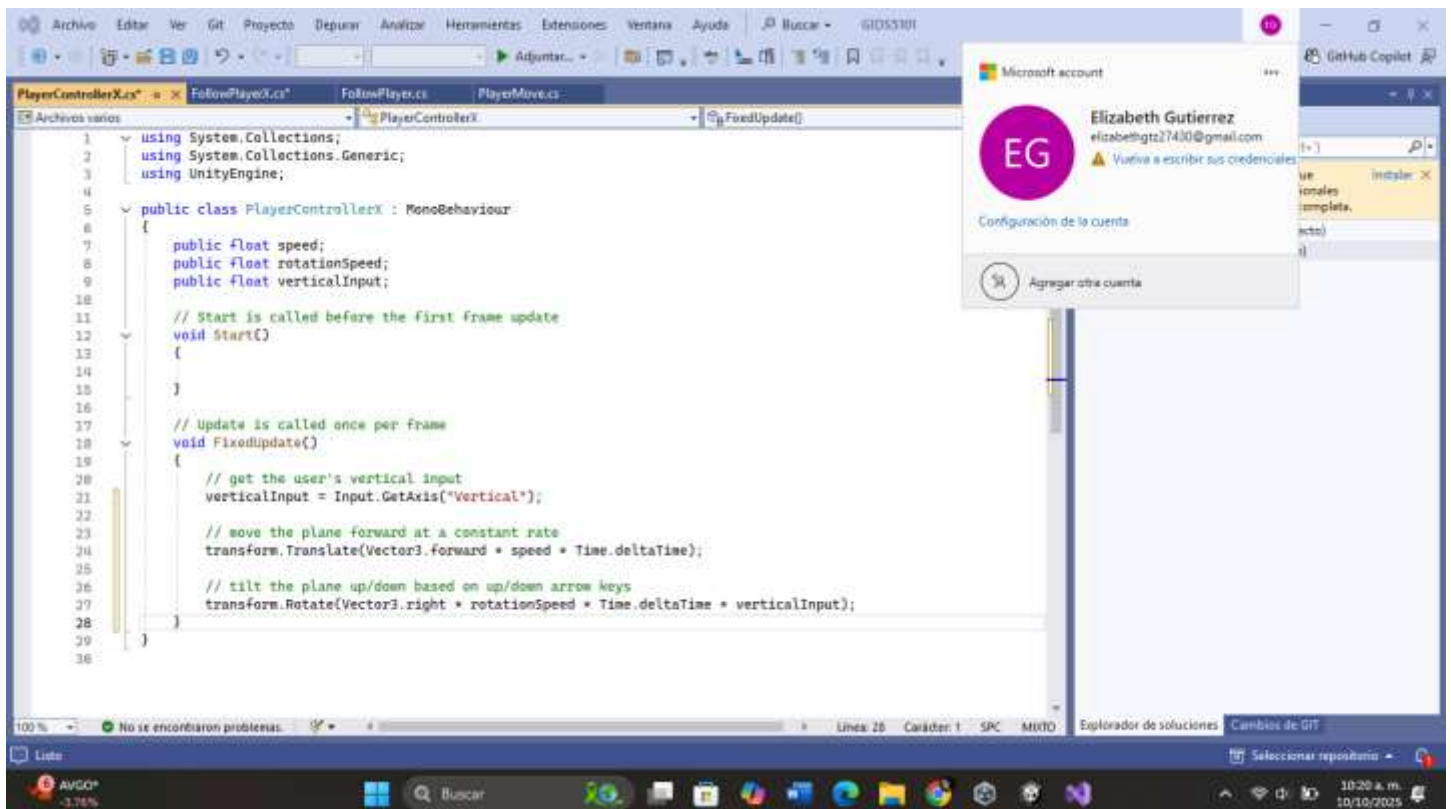 Archivo Editar Ver Git Proyecto Depurar Analizar Herramientas Extensiones Ventana Ayuda Buscar GIDS5101
EG
Adjuntar...
GitHub Copilot
PlayerControllerX.cs* FollowPlayerX.cs* FollowPlayer.cs PlayerMove.cs
Archivos varios PlayerControllerX FixedUpdate()
Microsoft account
EG
Elizabeth Gutierrez
elizabethgtz27430@gmail.com
Vuelva a escribir sus credenciales
Configuración de la cuenta
Agregar otra cuenta
Instalar
ionales
completa.
1 using System.Collections;
2 using System.Collections.Generic;
3 using UnityEngine;
4
5 public class PlayerControllerX : MonoBehaviour
6 {
7 public float speed;
8 public float rotationSpeed;
9 public float verticalInput;
10
11 // Start is called before the first frame update
12 void Start()
13 {
14
15 }
16
17 // Update is called once per frame
18 void FixedUpdate()
19 {
20 // get the user's vertical input
21 verticalInput = Input.GetAxis("Vertical");
22
23 // move the plane forward at a constant rate
24 transform.Translate(Vector3.forward * speed * Time.deltaTime);
25
26 // tilt the plane up/down based on up/down arrow keys
27 transform.Rotate(Vector3.right * rotationSpeed * Time.deltaTime * verticalInput);
28 }
29 }
30
100 % No se encontraron problemas. Línea: 28 Carácter: 1 SPC MIXTO
Explorador de soluciones Cambios de GIT
Listo Seleccionar repositorio
AVGO*
-3.76%
Buscar
10:20 a. m.
10/10/2025